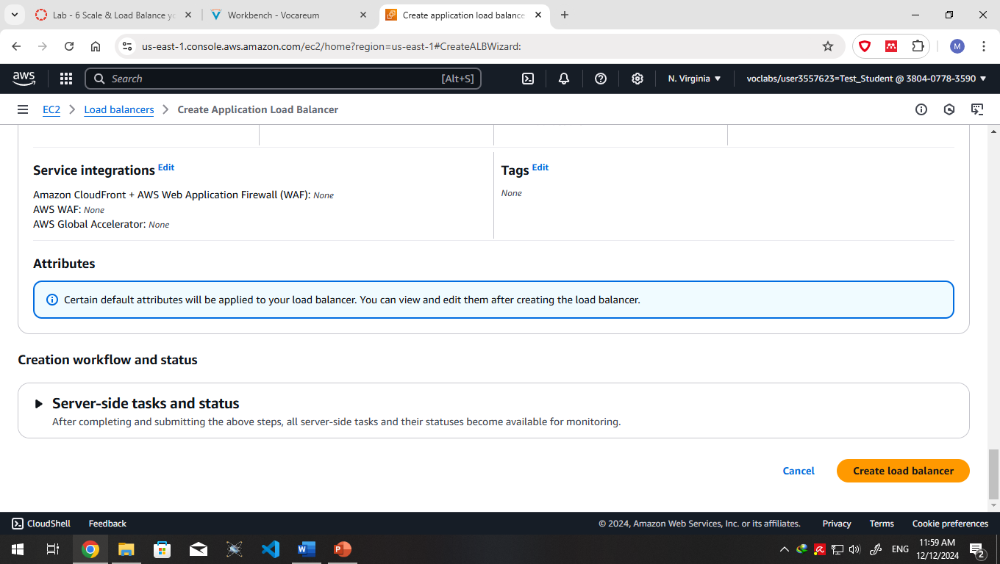 Lab - 6 Scale & Load Balance yo
Workbench - Vocareum
Create application load balance
us-east-1.console.aws.amazon.com/ec2/home?region=us-east-1#CreateALBWizard:
M
aws
Search
[Alt+S]
N. Virginia
voclabs/user3557623=Test_Student @ 3804-0778-3590
EC2
Load balancers
Create Application Load Balancer
Service integrations Edit
Amazon CloudFront + AWS Web Application Firewall (WAF): None
AWS WAF: None
AWS Global Accelerator: None
Tags Edit
None
Attributes
Certain default attributes will be applied to your load balancer. You can view and edit them after creating the load balancer.
Creation workflow and status
Server-side tasks and status
After completing and submitting the above steps, all server-side tasks and their statuses become available for monitoring.
Cancel
Create load balancer
CloudShell
Feedback
© 2024, Amazon Web Services, Inc. or its affiliates.
Privacy
Terms
Cookie preferences
ENG
11:59 AM
12/12/2024
2